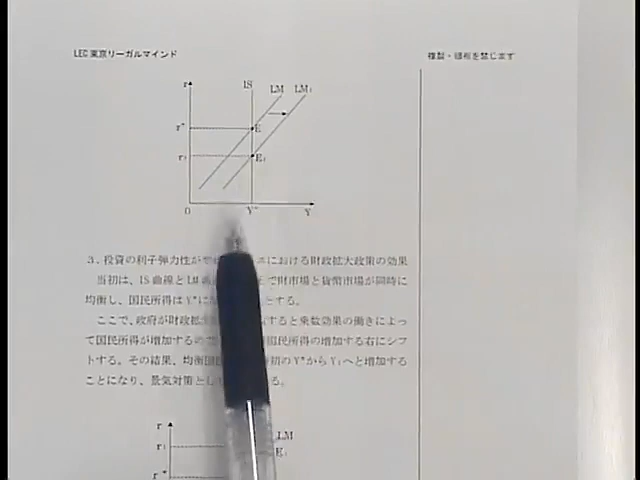 LEC東京リーガルマインド
複製・頒布を禁じます
r
IS
LM
LM₁
r*
E
r₁
E₁
O
Y*
Y
3．投資の利子弾力性が
における財政拡大政策の効果
当初は、IS曲線とLM
で財市場と貨幣市場が同時に
均衡し、国民所得はY*に
とする。
ここで、政府が財政拡
すると乗数効果の働きによっ
て国民所得が増加するの
国民所得の増加する右にシフ
トする。その結果、均衡国民
初のY*からY₁へと増加する
ことになり、景気対策とし
る。
r
LM
r₁
E₁
r*